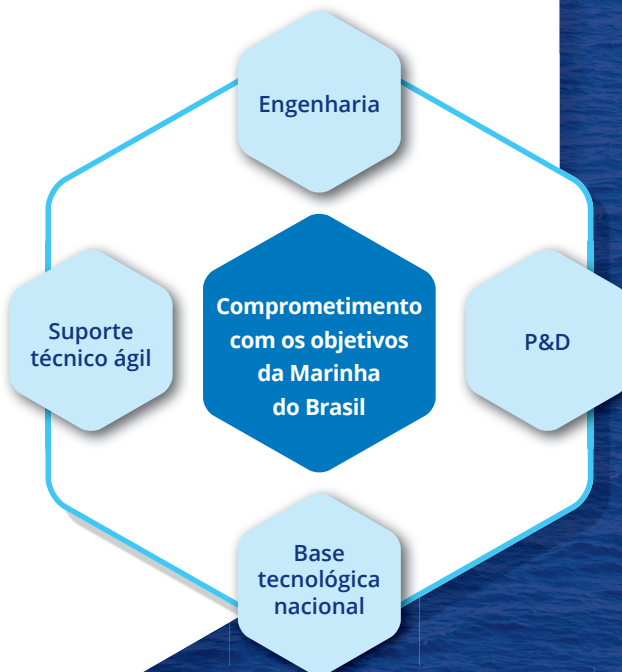 Engenharia
Comprometimento
com os objetivos
da Marinha
do Brasil
Suporte
técnico ágil
P&D
Base
tecnológica
nacional